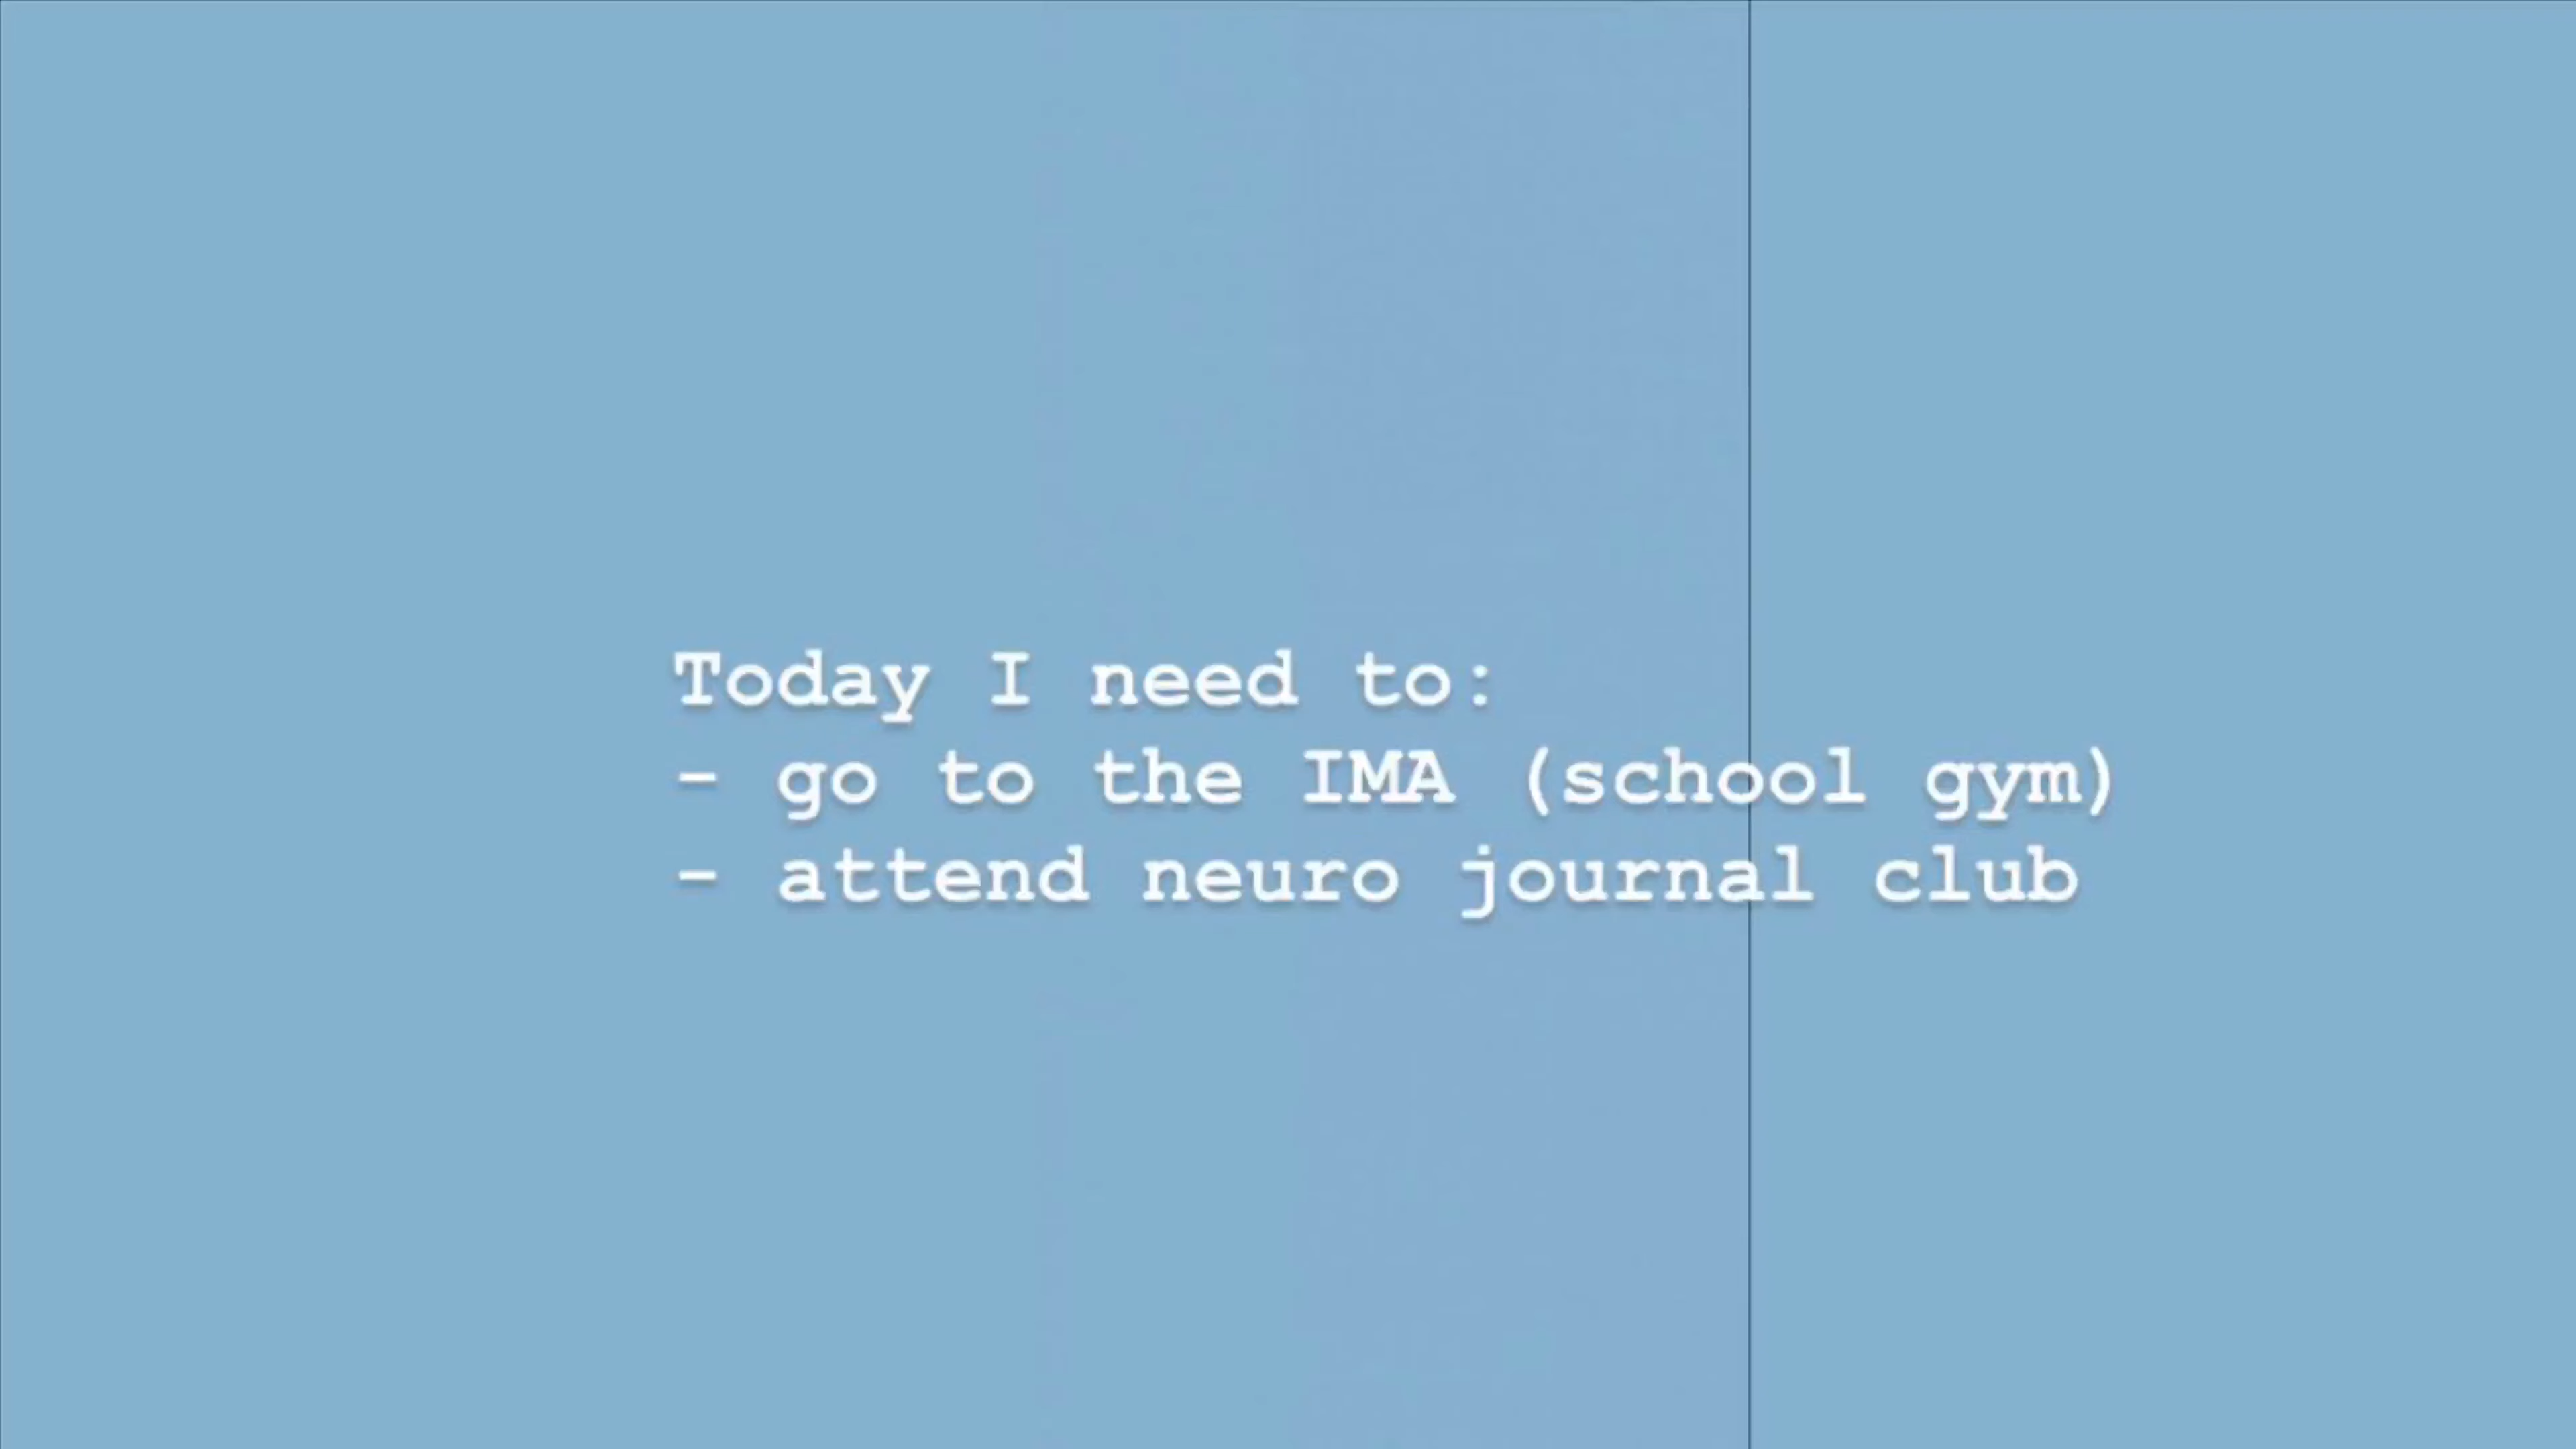 Today I need to:
- go to the IMA (school gym)
- attend neuro journal club